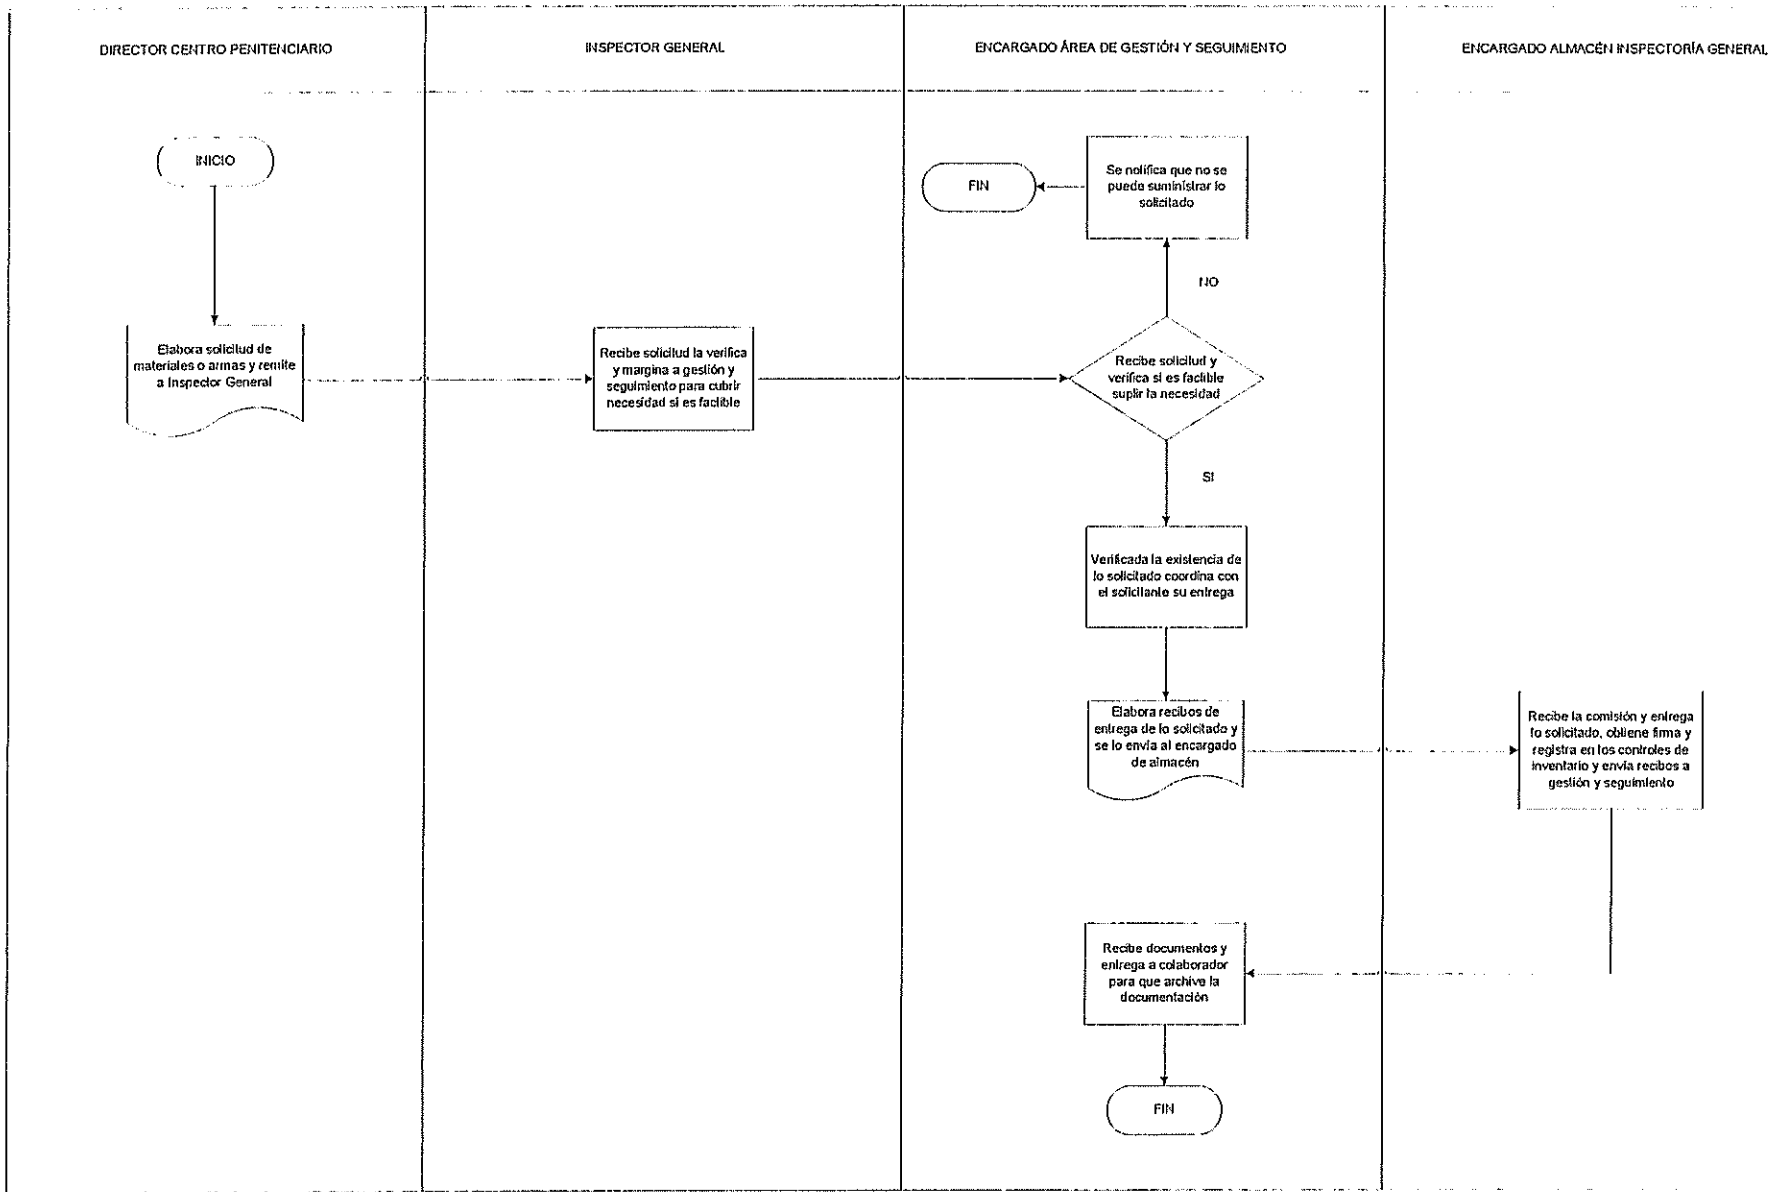 DIRECTOR CENTRO PENITENCIARIO
INSPECTOR GENERAL
ENCARGADO ÁREA DE GESTIÓN Y SEGUIMIENTO
ENCARGADO ALMACÉN INSPECTORÍA GENERAL
INICIO
Elabora solicitud de
materiales o armas y remite
a Inspector General
Recibe solicitud la verifica
y margina a gestión y
seguimiento para cubrir
necesidad si es factible
Recibe solicitud y
verifica si es factible
suplir la necesidad
NO
Se notifica que no se
puede suministrar lo
solicitado
FIN
SI
Verificada la existencia de
lo solicitado coordina con
el solicitante su entrega
Elabora recibos de
entrega de lo solicitado y
se lo envía al encargado
de almacén
Recibe la comisión y entrega
lo solicitado, obtiene firma y
registra en los controles de
inventario y envía recibos a
gestión y seguimiento
Recibe documentos y
entrega a colaborador
para que archive la
documentación
FIN